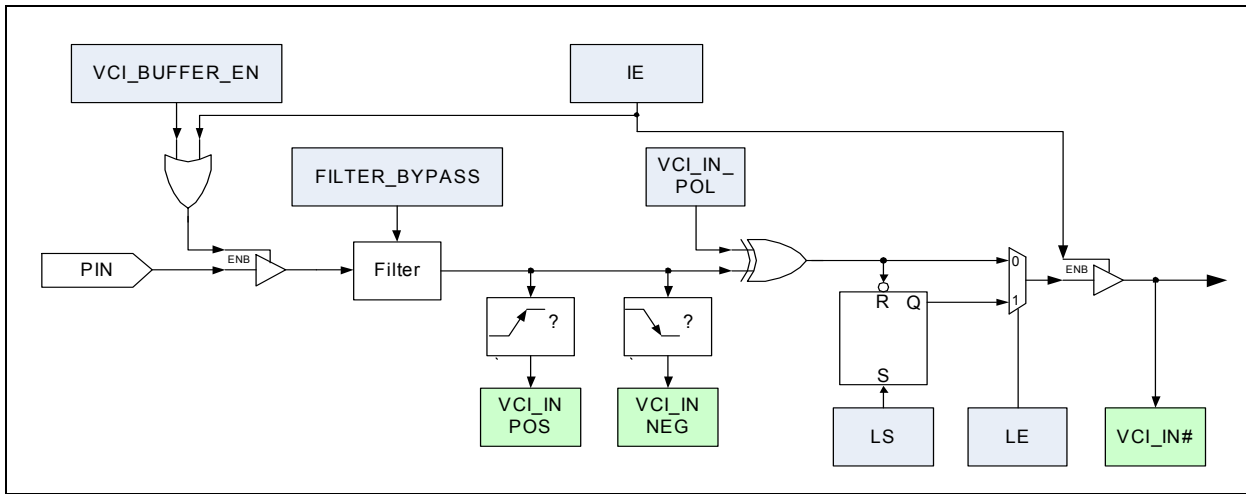 VCI_BUFFER_EN
IE
FILTER_BYPASS
VCI_IN_
POL
ENB
PIN
Filter
0
ENB
1
R
Q
?
?
S
VCI_IN
POS
VCI_IN
NEG
LS
LE
VCI_IN#